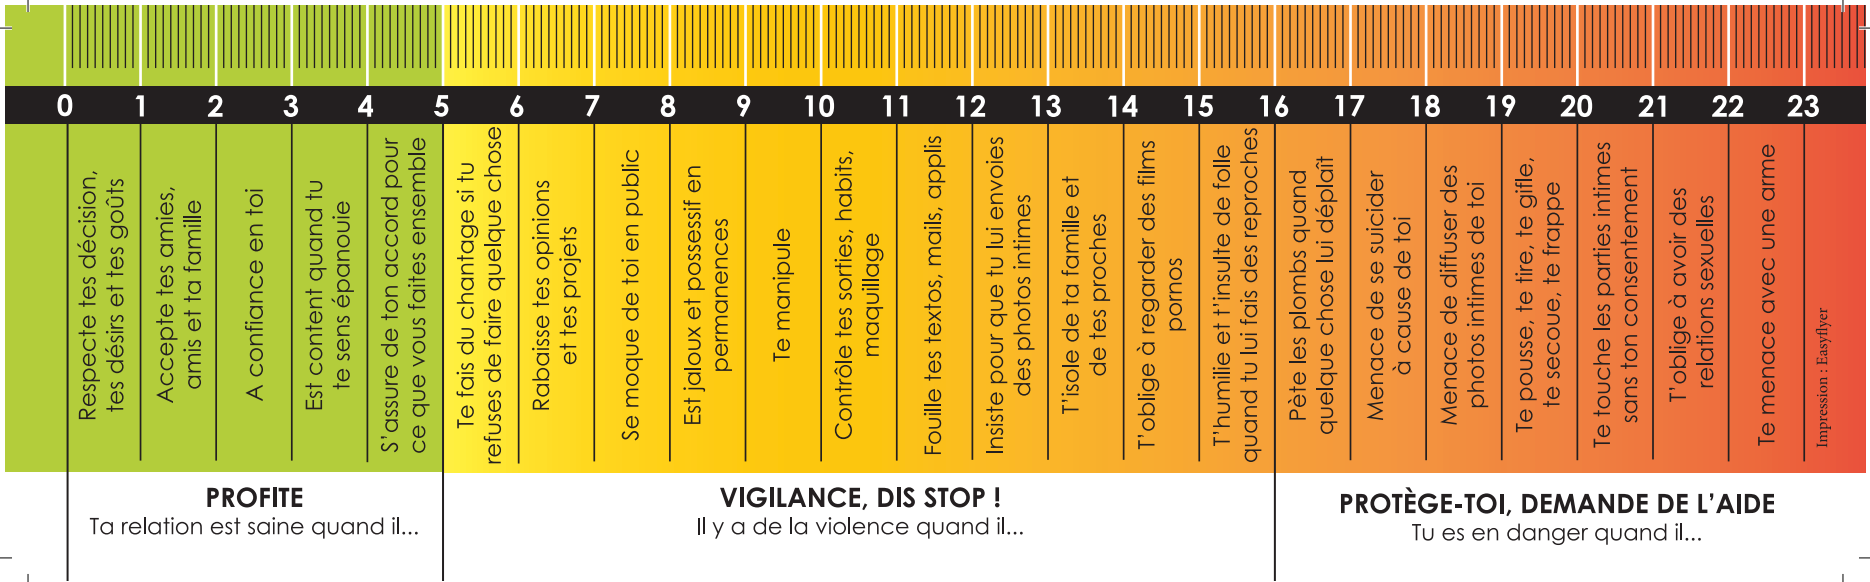 0 1 2 3 4 5 6 7 8 9 10 11 12 13 14 15 16 17 18 19 20 21 22 23
Respecte tes décision,
tes désirs et tes goûts
Accepte tes amies,
amis et ta famille
A confiance en toi
Est content quand tu
te sens épanouie
S'assure de ton accord pour
ce que vous faites ensemble
Te fais du chantage si tu
refuses de faire quelque chose
Rabaisse tes opinions
et tes projets
Se moque de toi en public
Est jaloux et possessif en
permanences
Te manipule
Contrôle tes sorties, habits,
maquillage
Fouille tes textos, mails, applis
Insiste pour que tu lui envoies
des photos intimes
T'isole de ta famille et
de tes proches
T'oblige à regarder des films
pornos
T'humilie et t'insulte de folle
quand tu lui fais des reproches
Pète les plombs quand
quelque chose lui déplaît
Menace de se suicider
à cause de toi
Menace de diffuser des
photos intimes de toi
Te pousse, te tire, te gifle,
te secoue, te frappe
Te touche les parties intimes
sans ton consentement
T'oblige à avoir des
relations sexuelles
Te menace avec une arme
Impression : Easyflyer
PROFITE
Ta relation est saine quand il...
VIGILANCE, DIS STOP !
Il y a de la violence quand il...
PROTÈGE-TOI, DEMANDE DE L'AIDE
Tu es en danger quand il...